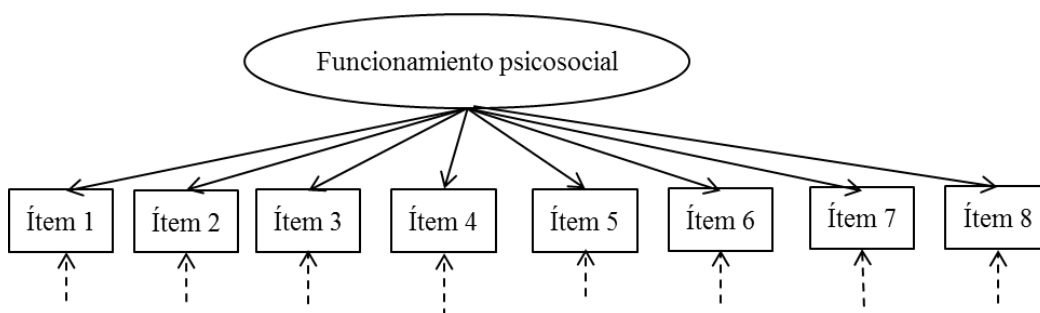 Funcionamiento psicosocial
Ítem 1
Ítem 2
Ítem 3
Ítem 4
Ítem 5
Ítem 6
Ítem 7
Ítem 8